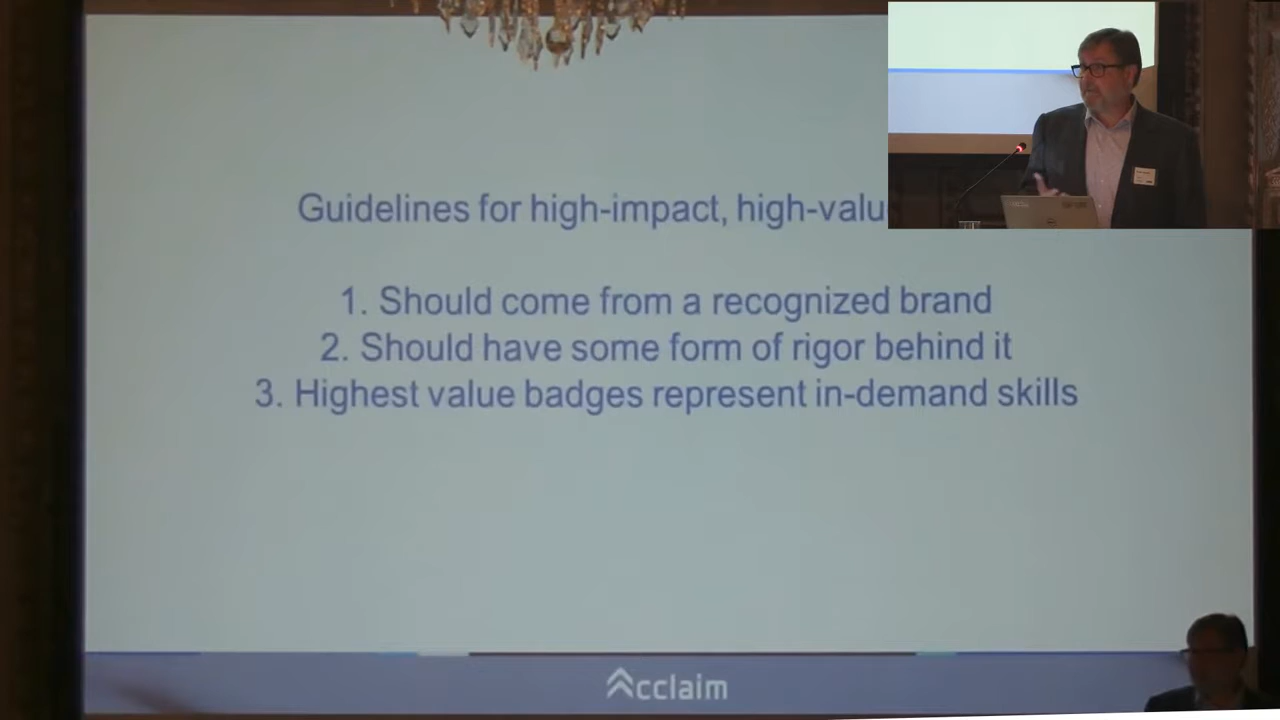 Guidelines for high-impact, high-valu
1. Should come from a recognized brand
2. Should have some form of rigor behind it
3. Highest value badges represent in-demand skills
Acclaim